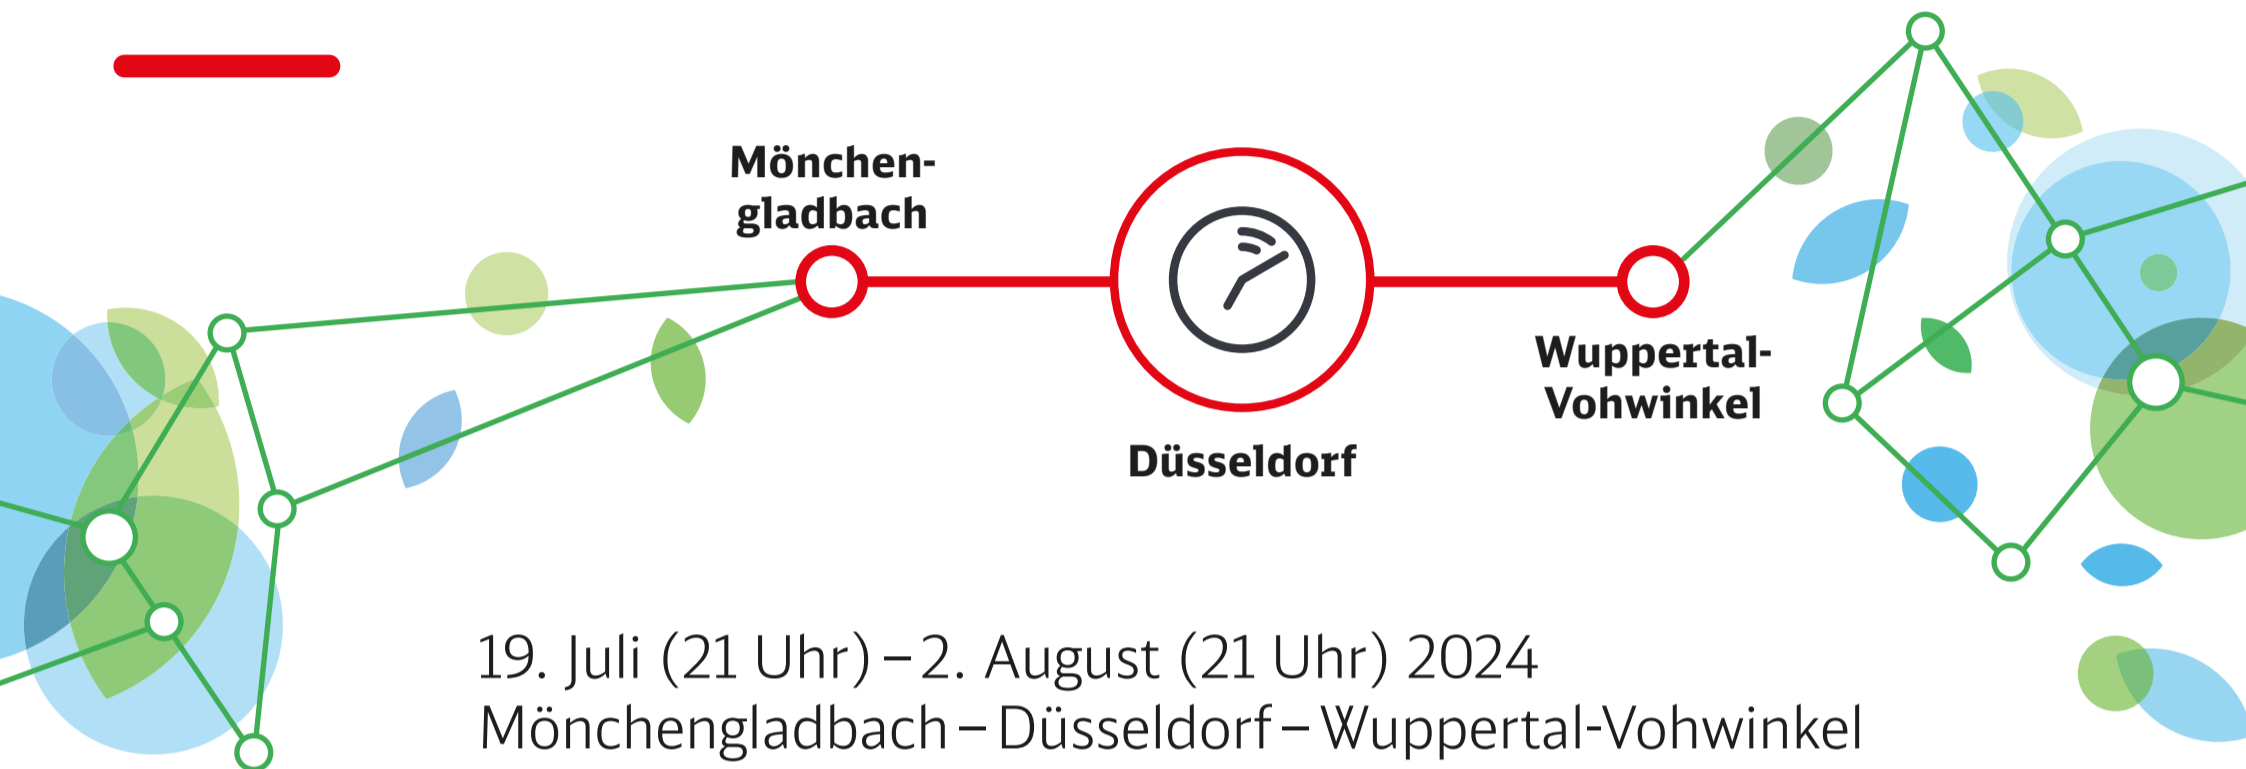 Mönchen-
gladbach
Düsseldorf
Wuppertal-
Vohwinkel
19. Juli (21 Uhr) – 2. August (21 Uhr) 2024
Mönchengladbach – Düsseldorf – Wuppertal-Vohwinkel